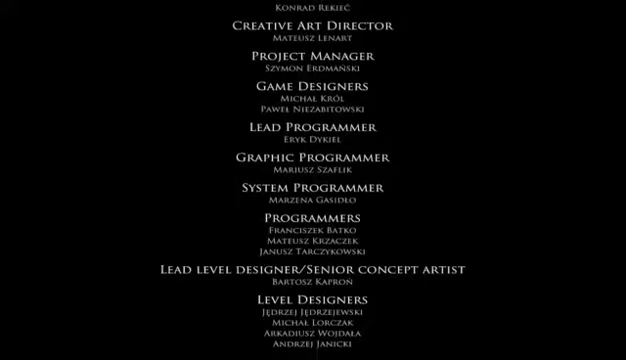 Konrad Rekieć
Creative Art Director
Mateusz Lenart
Project Manager
Szymon Erdmański
Game Designers
Michał Król
Paweł Niezabitowski
Lead Programmer
Eryk Dykiel
Graphic Programmer
Mariusz Szaflik
System Programmer
Marzena Gasidło
Programmers
Franciszek Batko
Mateusz Krzaczek
Janusz Tarczykowski
Lead level designer/Senior concept artist
Bartosz Kaproń
Level Designers
Jędrzej Jędrzejewski
Michał Lorczak
Arkadiusz Wojdała
Andrzej Janicki